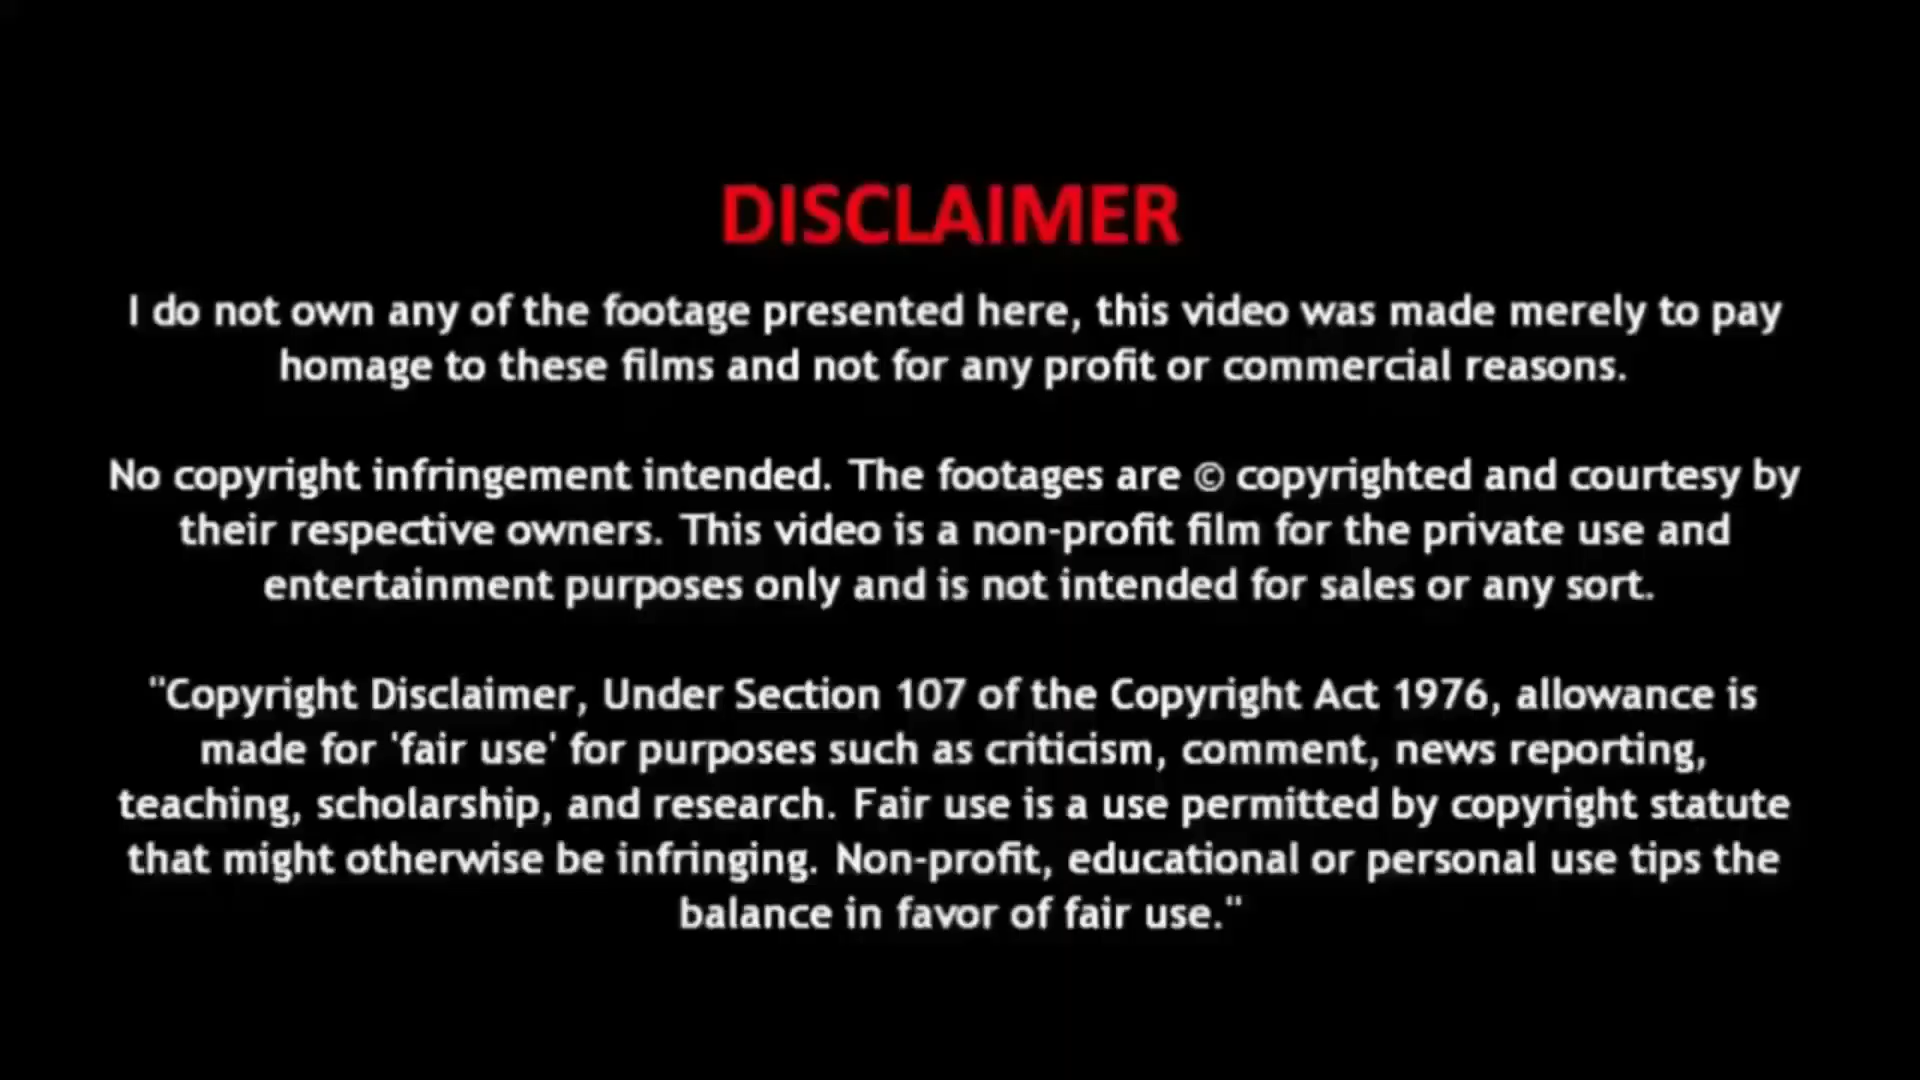 DISCLAIMER
I do not own any of the footage presented here, this video was made merely to pay
homage to these films and not for any profit or commercial reasons.
No copyright infringement intended. The footages are © copyrighted and courtesy by
their respective owners. This video is a non-profit film for the private use and
entertainment purposes only and is not intended for sales or any sort.
"Copyright Disclaimer, Under Section 107 of the Copyright Act 1976, allowance is
made for 'fair use' for purposes such as criticism, comment, news reporting,
teaching, scholarship, and research. Fair use is a use permitted by copyright statute
that might otherwise be infringing. Non-profit, educational or personal use tips the
balance in favor of fair use."